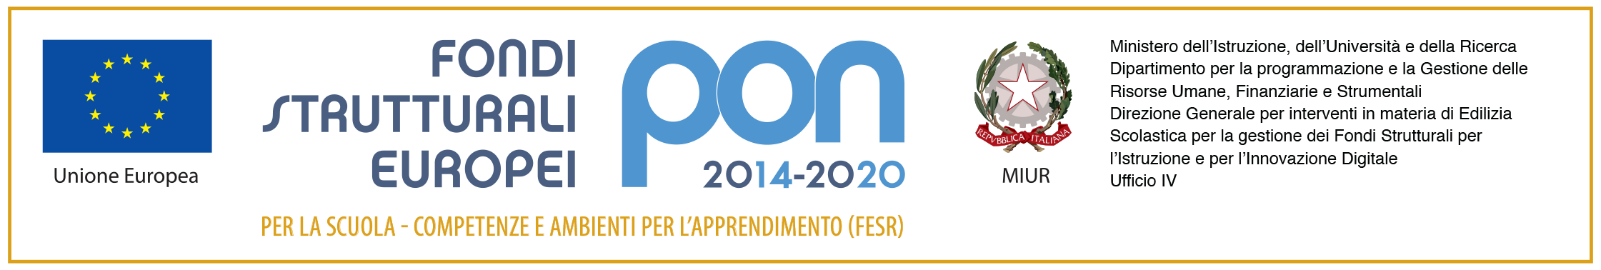 Unione Europea
FONDI
STRUTTURALI
EUROPEI
pon
2014-2020
PER LA SCUOLA - COMPETENZE E AMBIENTI PER L'APPRENDIMENTO (FESR)
REPVBBLICA ITALIANA
MIUR
Ministero dell'Istruzione, dell'Università e della Ricerca
Dipartimento per la programmazione e la Gestione delle
Risorse Umane, Finanziarie e Strumentali
Direzione Generale per interventi in materia di Edilizia
Scolastica per la gestione dei Fondi Strutturali per
l'Istruzione e per l'Innovazione Digitale
Ufficio IV